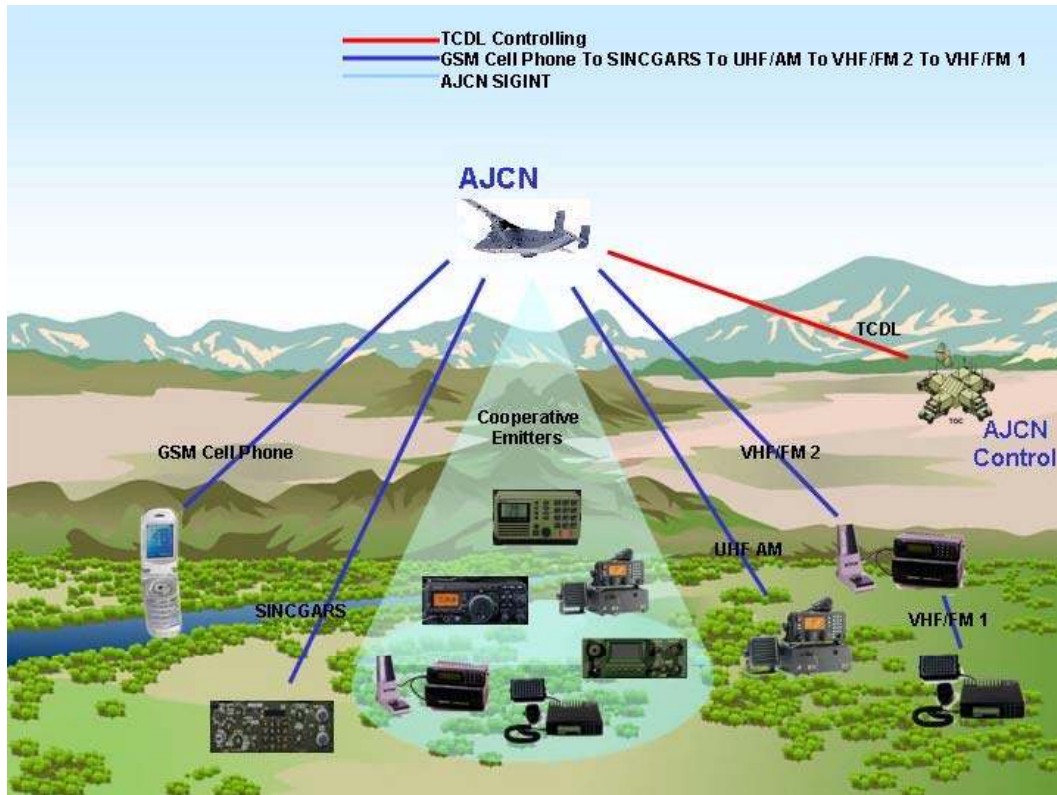 TCDL Controlling
GSM Cell Phone To SINCGARS To UHF/AM To VHF/FM 2 To VHF/FM 1
AJCN SIGINT
AJCN
TCDL
TOC
AJCN
Control
Cooperative
Emitters
GSM Cell Phone
VHF/FM 2
UHF AM
SINCGARS
VHF/FM 1